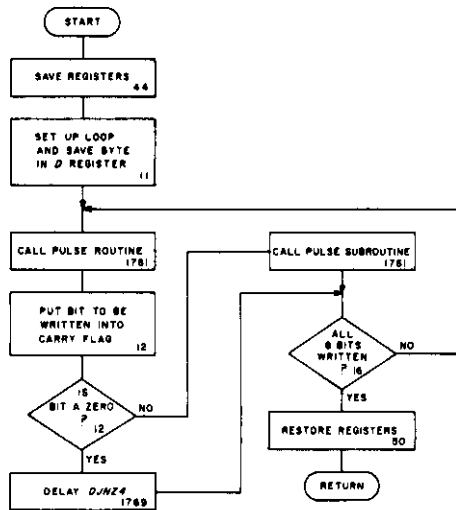 START
SAVE REGISTERS
44
SET UP LOOP
AND SAVE BYTE
IN D REGISTER
11
CALL PULSE ROUTINE
1761
PUT BIT TO BE
WRITTEN INTO
CARRY FLAG
12
IS
BIT A ZERO
?
12
NO
YES
DELAY DJNZ4
1769
CALL PULSE SUBROUTINE
1761
ALL
8 BITS
WRITTEN
?
16
NO
YES
RESTORE REGISTERS
50
RETURN